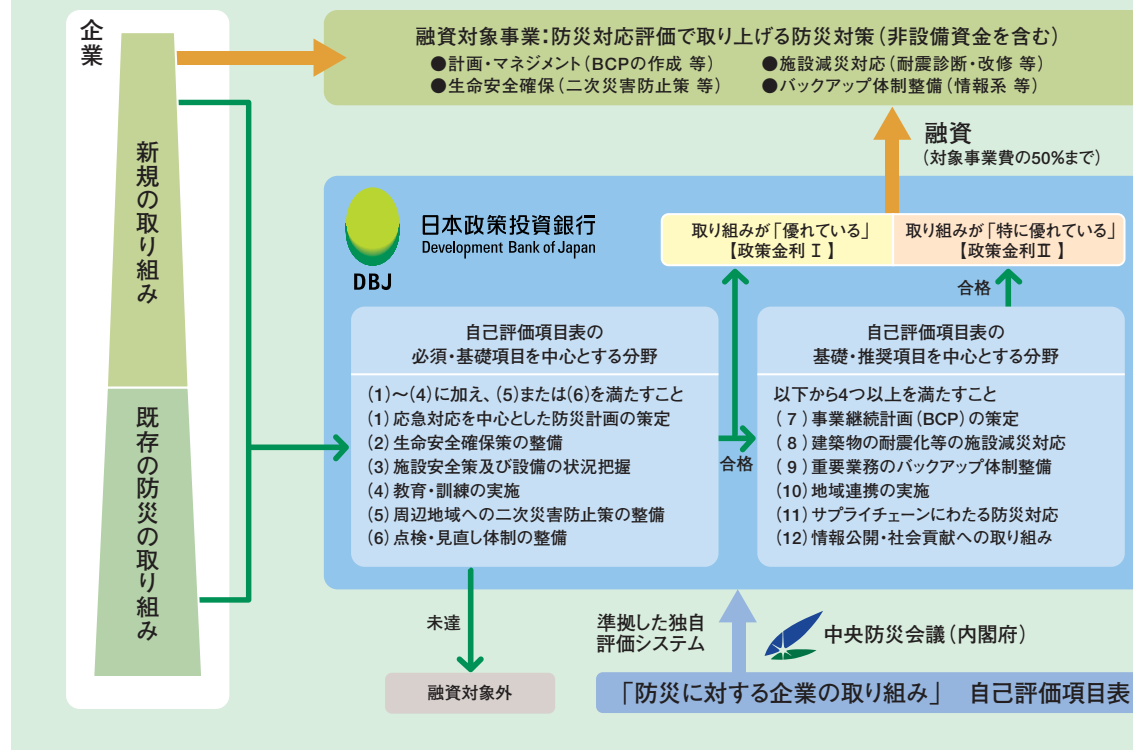 企業
新規の取り組み
既存の防災の取り組み
融資対象事業:防災対応評価で取り上げる防災対策(非設備資金を含む)
●計画・マネジメント(BCPの作成 等)
●施設減災対応(耐震診断・改修 等)
●生命安全確保(二次災害防止策 等)
●バックアップ体制整備(情報系 等)
融資
(対象事業費の50%まで)
DBJ
日本政策投資銀行
Development Bank of Japan
取り組みが「優れている」
【政策金利Ⅰ】
取り組みが「特に優れている」
【政策金利Ⅱ】
合格
自己評価項目表の
必須・基礎項目を中心とする分野
(1)~(4)に加え、(5)または(6)を満たすこと
(1)応急対応を中心とした防災計画の策定
(2)生命安全確保策の整備
(3)施設安全策及び設備の状況把握
(4)教育・訓練の実施
(5)周辺地域への二次災害防止策の整備
(6)点検・見直し体制の整備
合格
自己評価項目表の
基礎・推奨項目を中心とする分野
以下から4つ以上を満たすこと
(7)事業継続計画(BCP)の策定
(8)建築物の耐震化等の施設減災対応
(9)重要業務のバックアップ体制整備
(10)地域連携の実施
(11)サプライチェーンにわたる防災対応
(12)情報公開・社会貢献への取り組み
未達
融資対象外
準拠した独自
評価システム
中央防災会議(内閣府)
「防災に対する企業の取り組み」 自己評価項目表